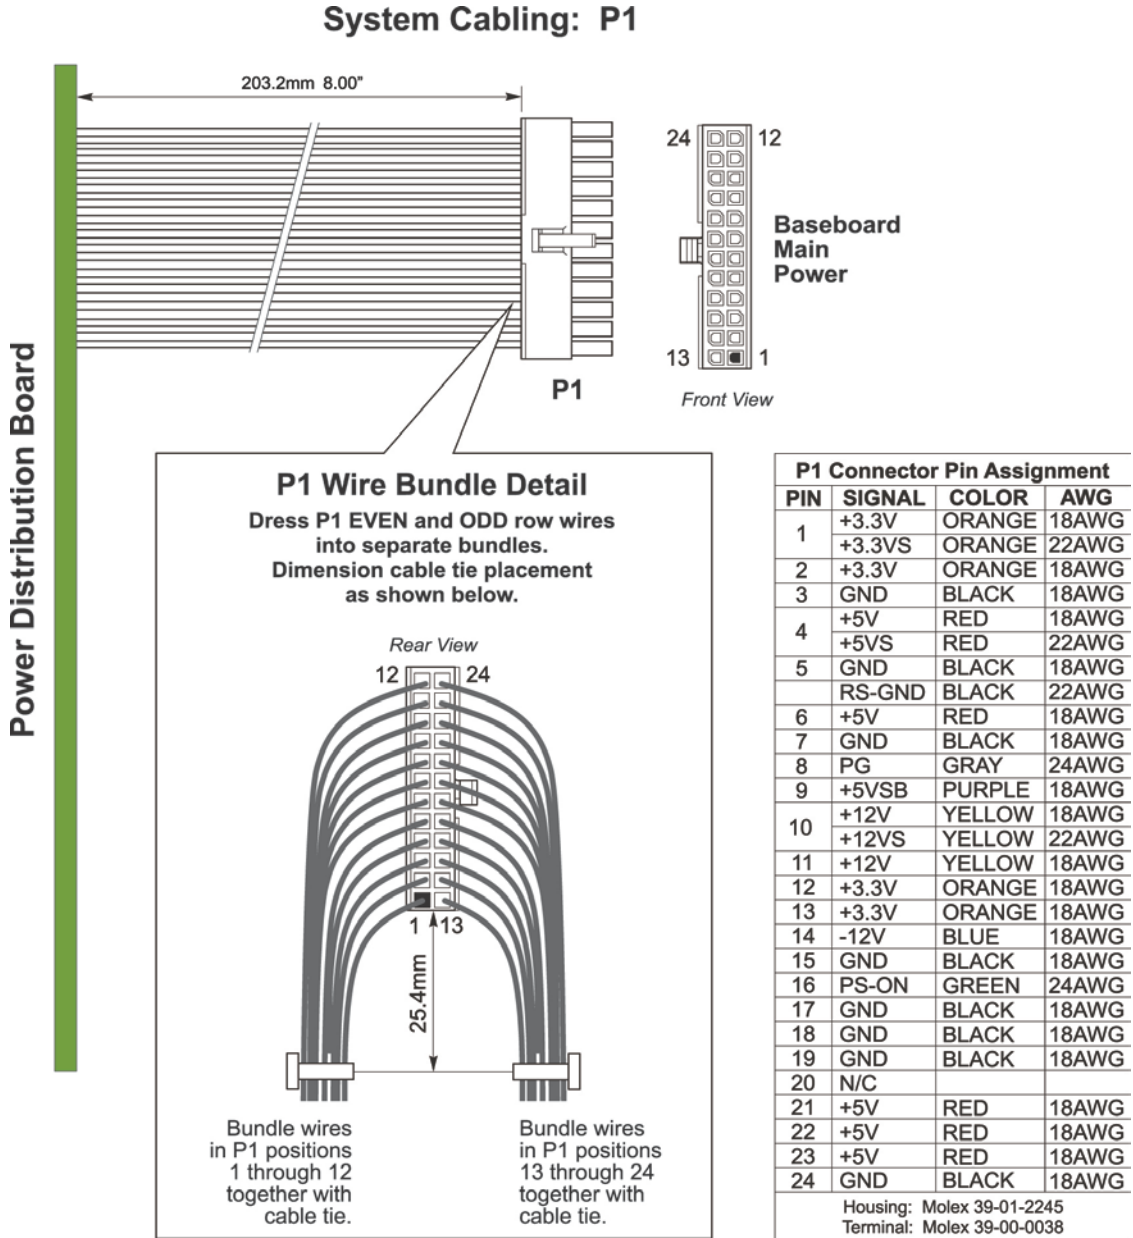 System Cabling: P1
203.2mm 8.00"
24
12
Baseboard
Main
Power
13
1
Front View
P1
Power Distribution Board
P1 Wire Bundle Detail
Dress P1 EVEN and ODD row wires
into separate bundles.
Dimension cable tie placement
as shown below.
Rear View
12
24
1
13
25.4mm
Bundle wires
in P1 positions
1 through 12
together with
cable tie.
Bundle wires
in P1 positions
13 through 24
together with
cable tie.
P1 Connector Pin Assignment
PIN SIGNAL COLOR AWG
1 +3.3V ORANGE 18AWG
+3.3VS ORANGE 22AWG
2 +3.3V ORANGE 18AWG
3 GND BLACK 18AWG
4 +5V RED 18AWG
+5VS RED 22AWG
5 GND BLACK 18AWG
RS-GND BLACK 22AWG
6 +5V RED 18AWG
7 GND BLACK 18AWG
8 PG GRAY 24AWG
9 +5VSB PURPLE 18AWG
10 +12V YELLOW 18AWG
+12VS YELLOW 22AWG
11 +12V YELLOW 18AWG
12 +3.3V ORANGE 18AWG
13 +3.3V ORANGE 18AWG
14 -12V BLUE 18AWG
15 GND BLACK 18AWG
16 PS-ON GREEN 24AWG
17 GND BLACK 18AWG
18 GND BLACK 18AWG
19 GND BLACK 18AWG
20 N/C
21 +5V RED 18AWG
22 +5V RED 18AWG
23 +5V RED 18AWG
24 GND BLACK 18AWG
Housing: Molex 39-01-2245
Terminal: Molex 39-00-0038